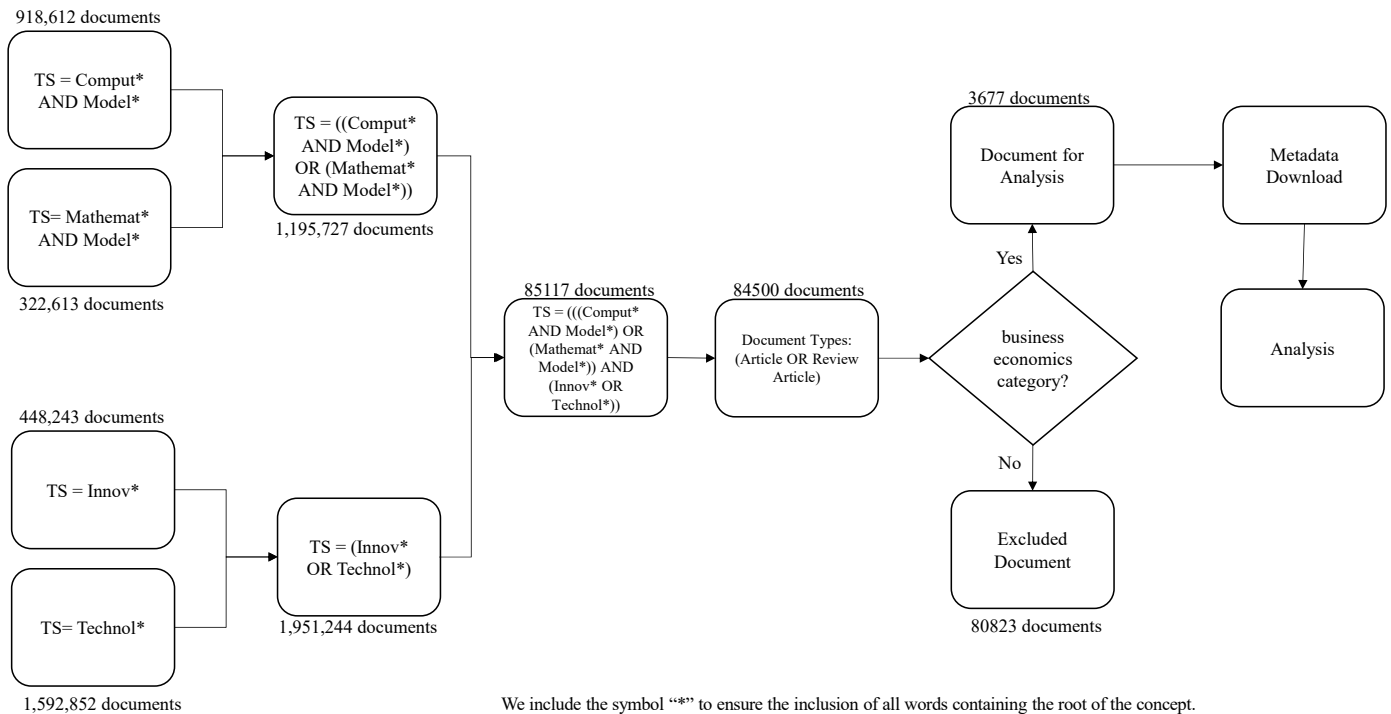 918,612 documents
TS = Comput*
AND Model*
TS= Mathemat*
AND Model*
322,613 documents
TS = ((Comput*
AND Model*)
OR (Mathemat*
AND Model*))
1,195,727 documents
448,243 documents
TS = Innov*
TS= Technol*
1,592,852 documents
TS = (Innov*
OR Technol*)
1,951,244 documents
85117 documents
TS = (((Comput*
AND Model*) OR
(Mathemat* AND
Model*)) AND
(Innov* OR
Technol*))
84500 documents
Document Types:
(Article OR Review
Article)
business
economics
category?
Yes
3677 documents
Document for
Analysis
Metadata
Download
Analysis
No
Excluded
Document
80823 documents
We include the symbol “*” to ensure the inclusion of all words containing the root of the concept.